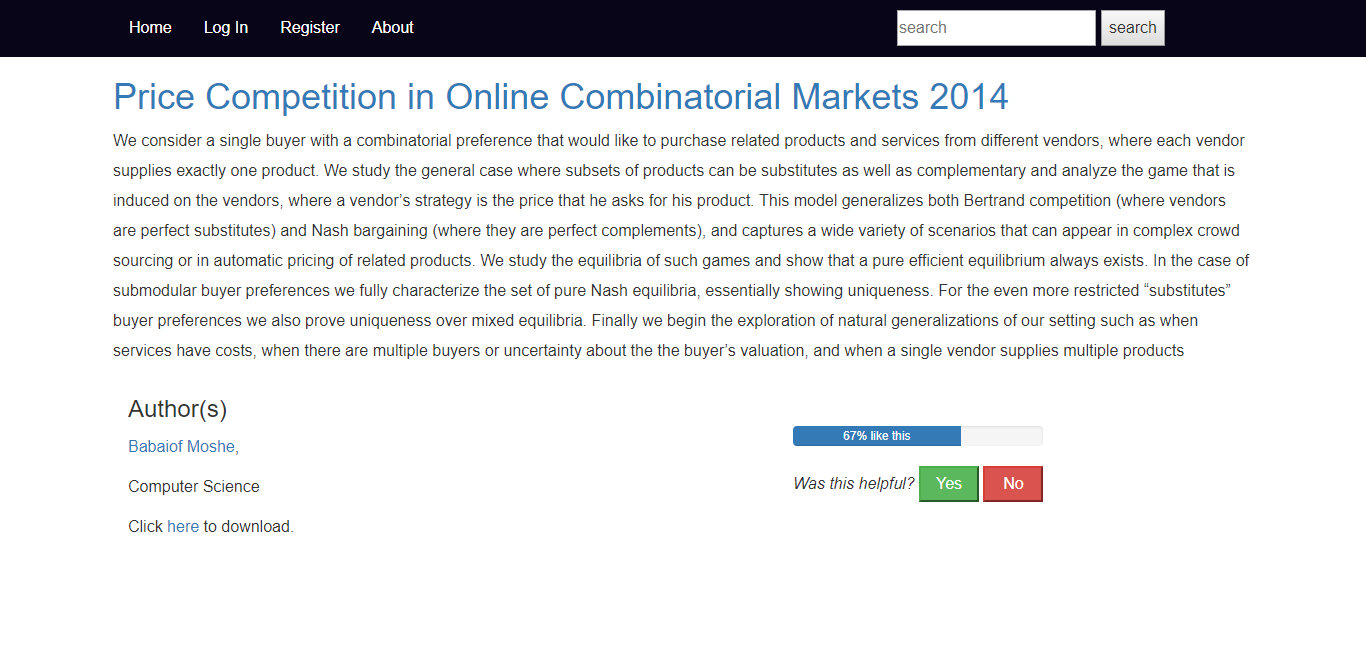 Home Log In Register About search search
Price Competition in Online Combinatorial Markets 2014
We consider a single buyer with a combinatorial preference that would like to purchase related products and services from different vendors, where each vendor
supplies exactly one product. We study the general case where subsets of products can be substitutes as well as complementary and analyze the game that is
induced on the vendors, where a vendor’s strategy is the price that he asks for his product. This model generalizes both Bertrand competition (where vendors
are perfect substitutes) and Nash bargaining (where they are perfect complements), and captures a wide variety of scenarios that can appear in complex crowd
sourcing or in automatic pricing of related products. We study the equilibria of such games and show that a pure efficient equilibrium always exists. In the case of
submodular buyer preferences we fully characterize the set of pure Nash equilibria, essentially showing uniqueness. For the even more restricted “substitutes”
buyer preferences we also prove uniqueness over mixed equilibria. Finally we begin the exploration of natural generalizations of our setting such as when
services have costs, when there are multiple buyers or uncertainty about the the buyer’s valuation, and when a single vendor supplies multiple products
Author(s)
Babaiof Moshe,
Computer Science
Click here to download.
67% like this
Was this helpful? Yes No